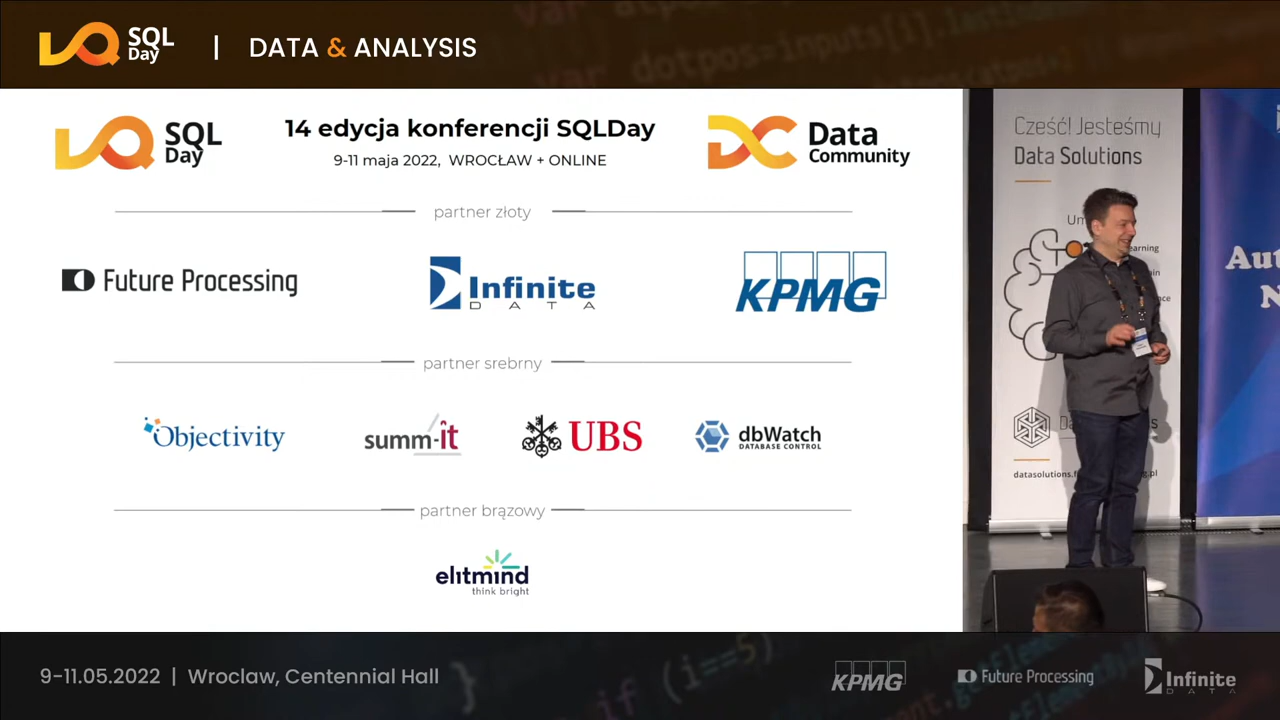 SQL
Day
| DATA & ANALYSIS
SQL
Day
14 edycja konferencji SQLDay
9-11 maja 2022, WROCŁAW + ONLINE
Data
Community
partner złoty
Future Processing
Infinite
DATA
KPMG
partner srebrny
Objectivity
summ-it
UBS
dbWatch
DATABASE CONTROL
partner brązowy
elitmind
think bright
Cześć! Jesteśmy
Data Solutions
9-11.05.2022 | Wroclaw, Centennial Hall
KPMG
Future Processing
Infinite
DATA